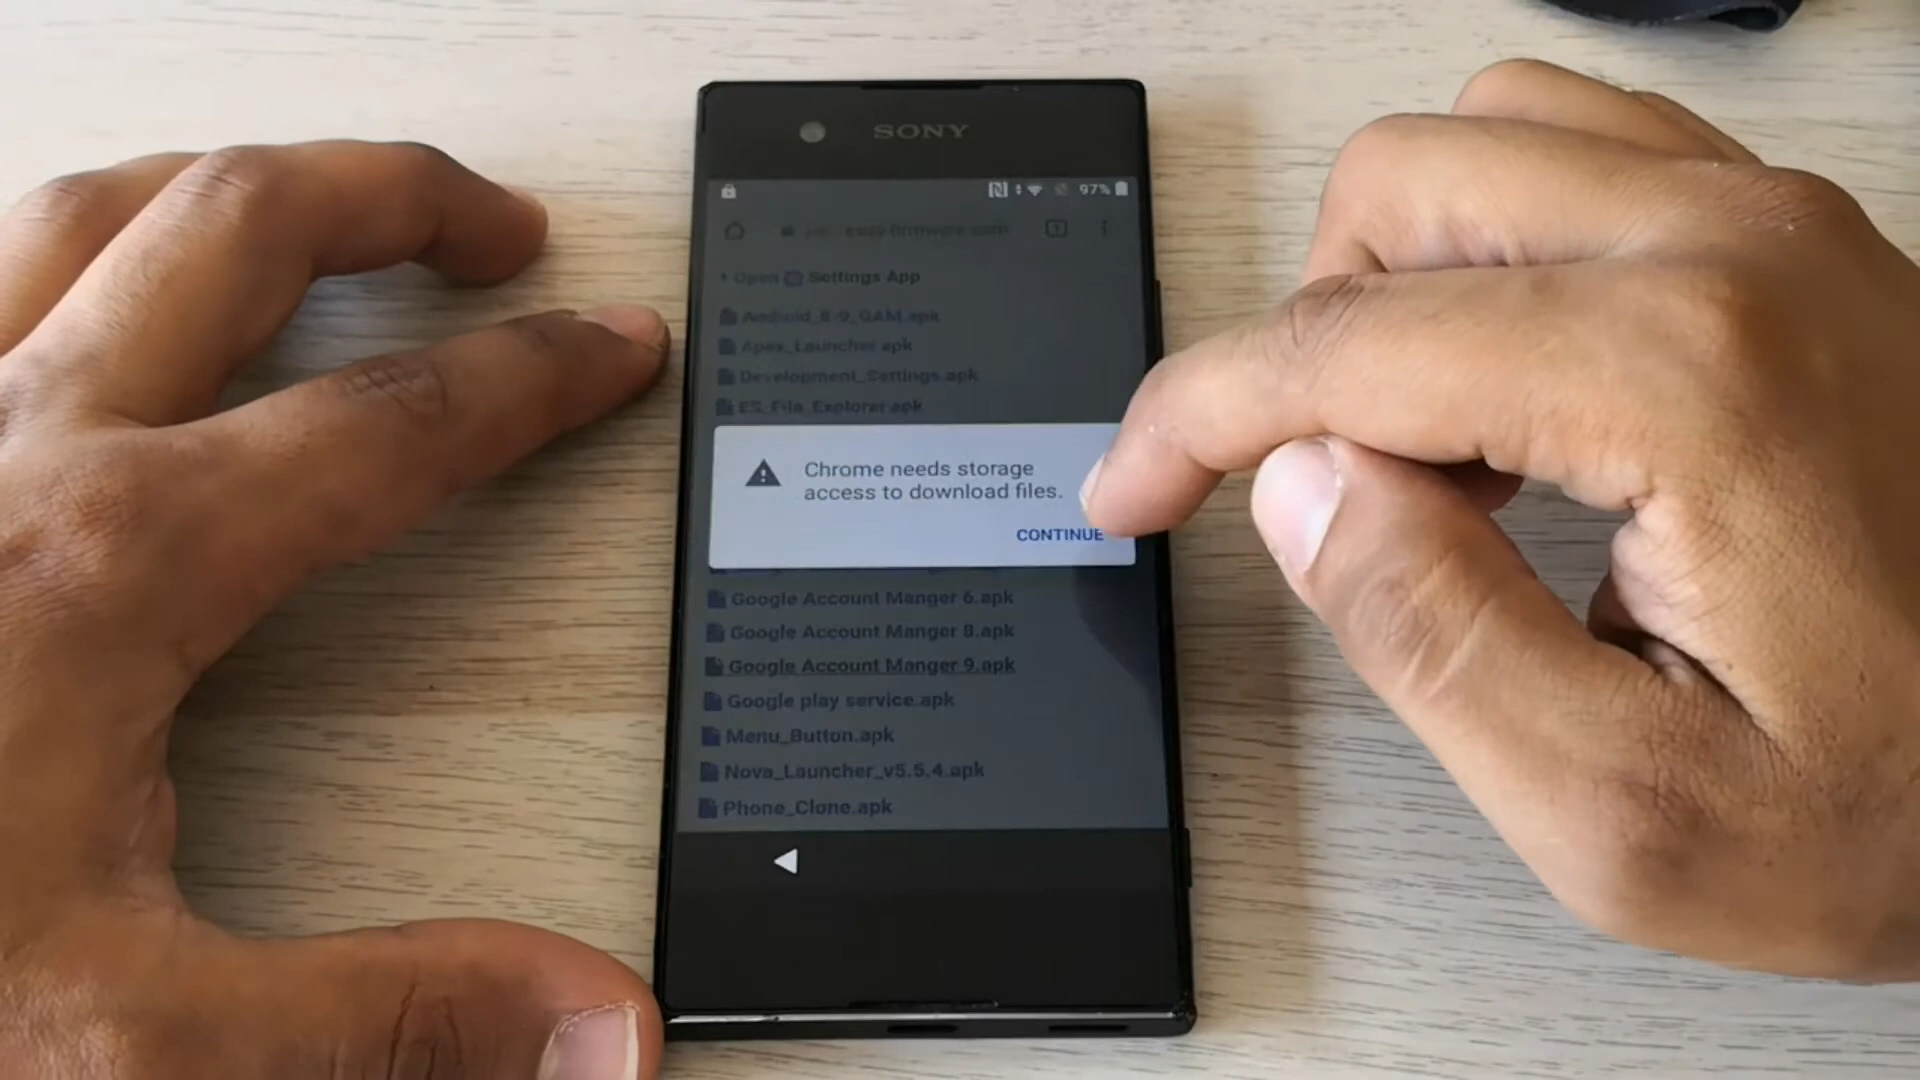 SONY
97%
Open Settings App
Android_8-9_GAM.apk
Apex_Launcher.apk
Development_Settings.apk
ES_File_Explorer.apk
Chrome needs storage
access to download files.
CONTINUE
Google Account Manger 6.apk
Google Account Manger 8.apk
Google Account Manger 9.apk
Google play service.apk
Menu_Button.apk
Nova_Launcher_v5.5.4.apk
Phone_Clone.apk